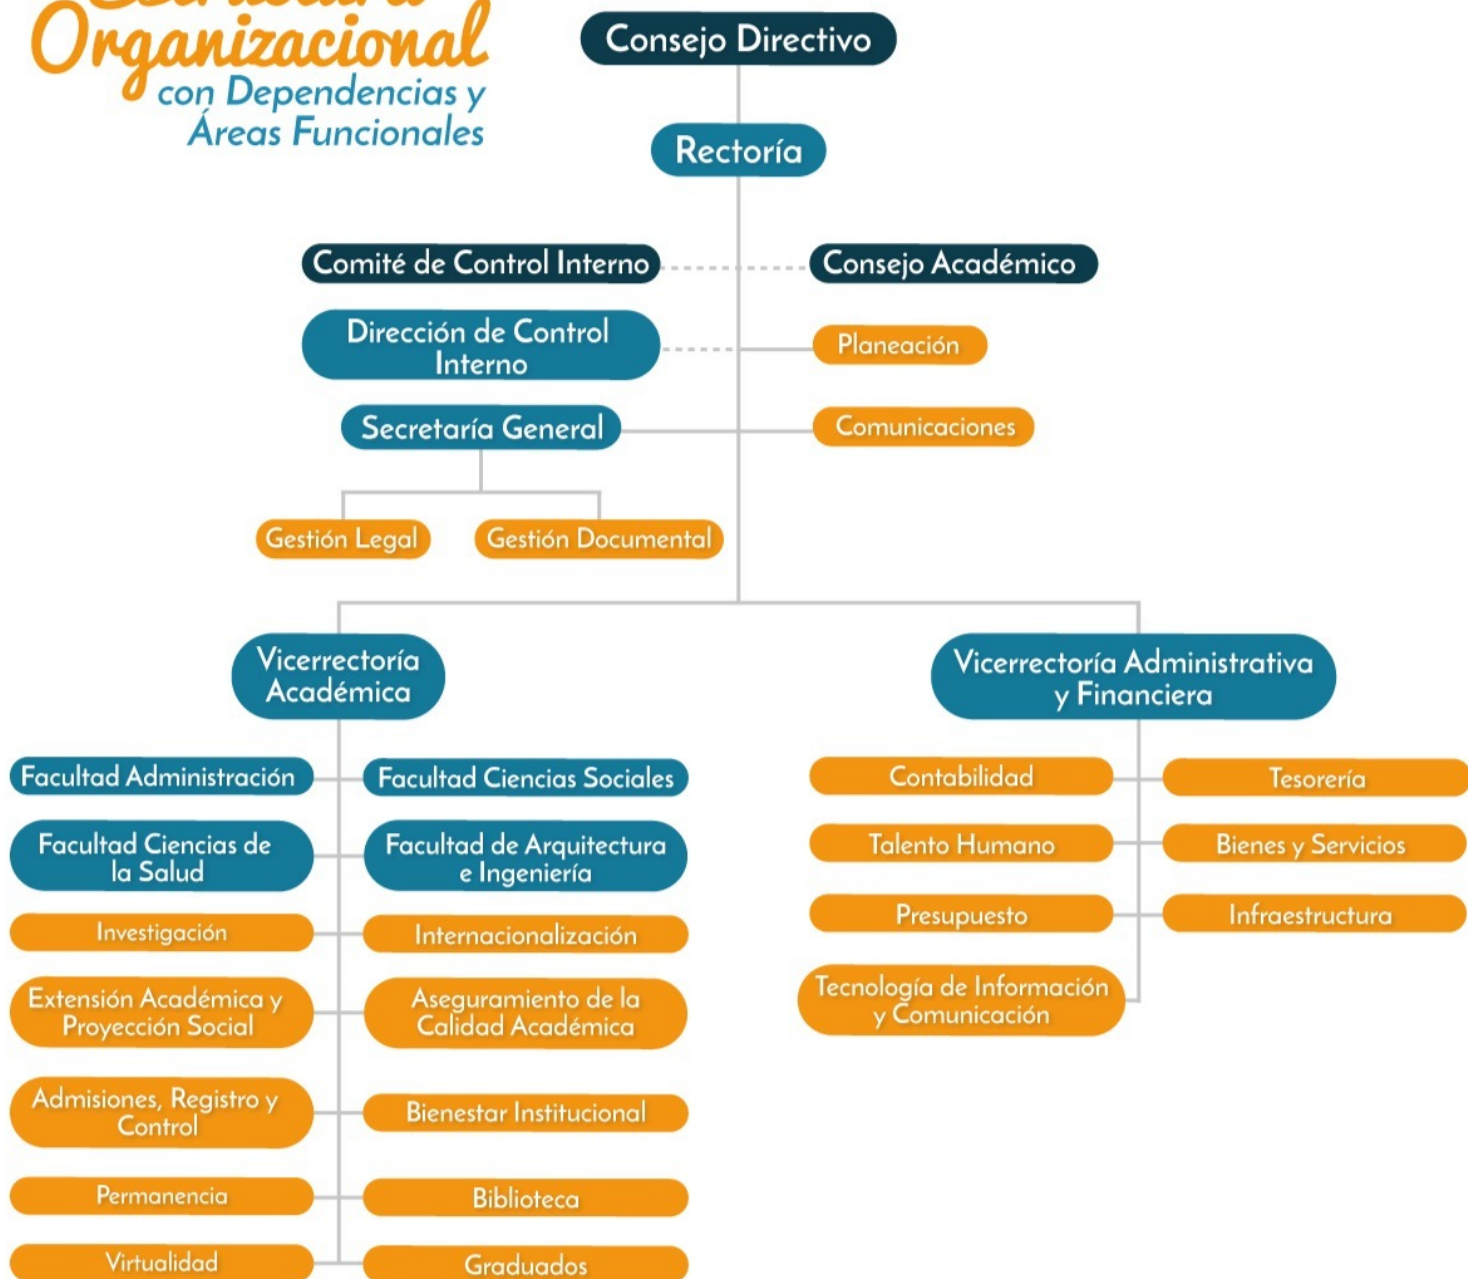 Estructura
Organizacional
con Dependencias y
Áreas Funcionales
Consejo Directivo
Rectoría
Comité de Control Interno
Consejo Académico
Dirección de Control
Interno
Planeación
Secretaría General
Comunicaciones
Gestión Legal
Gestión Documental
Vicerrectoría
Académica
Vicerrectoría Administrativa
y Financiera
Facultad Administración
Facultad Ciencias Sociales
Facultad Ciencias de
la Salud
Facultad de Arquitectura
e Ingeniería
Investigación
Internacionalización
Extensión Académica y
Proyección Social
Aseguramiento de la
Calidad Académica
Admisiones, Registro y
Control
Bienestar Institucional
Permanencia
Biblioteca
Virtualidad
Graduados
Contabilidad
Tesorería
Talento Humano
Bienes y Servicios
Presupuesto
Infraestructura
Tecnología de Información
y Comunicación